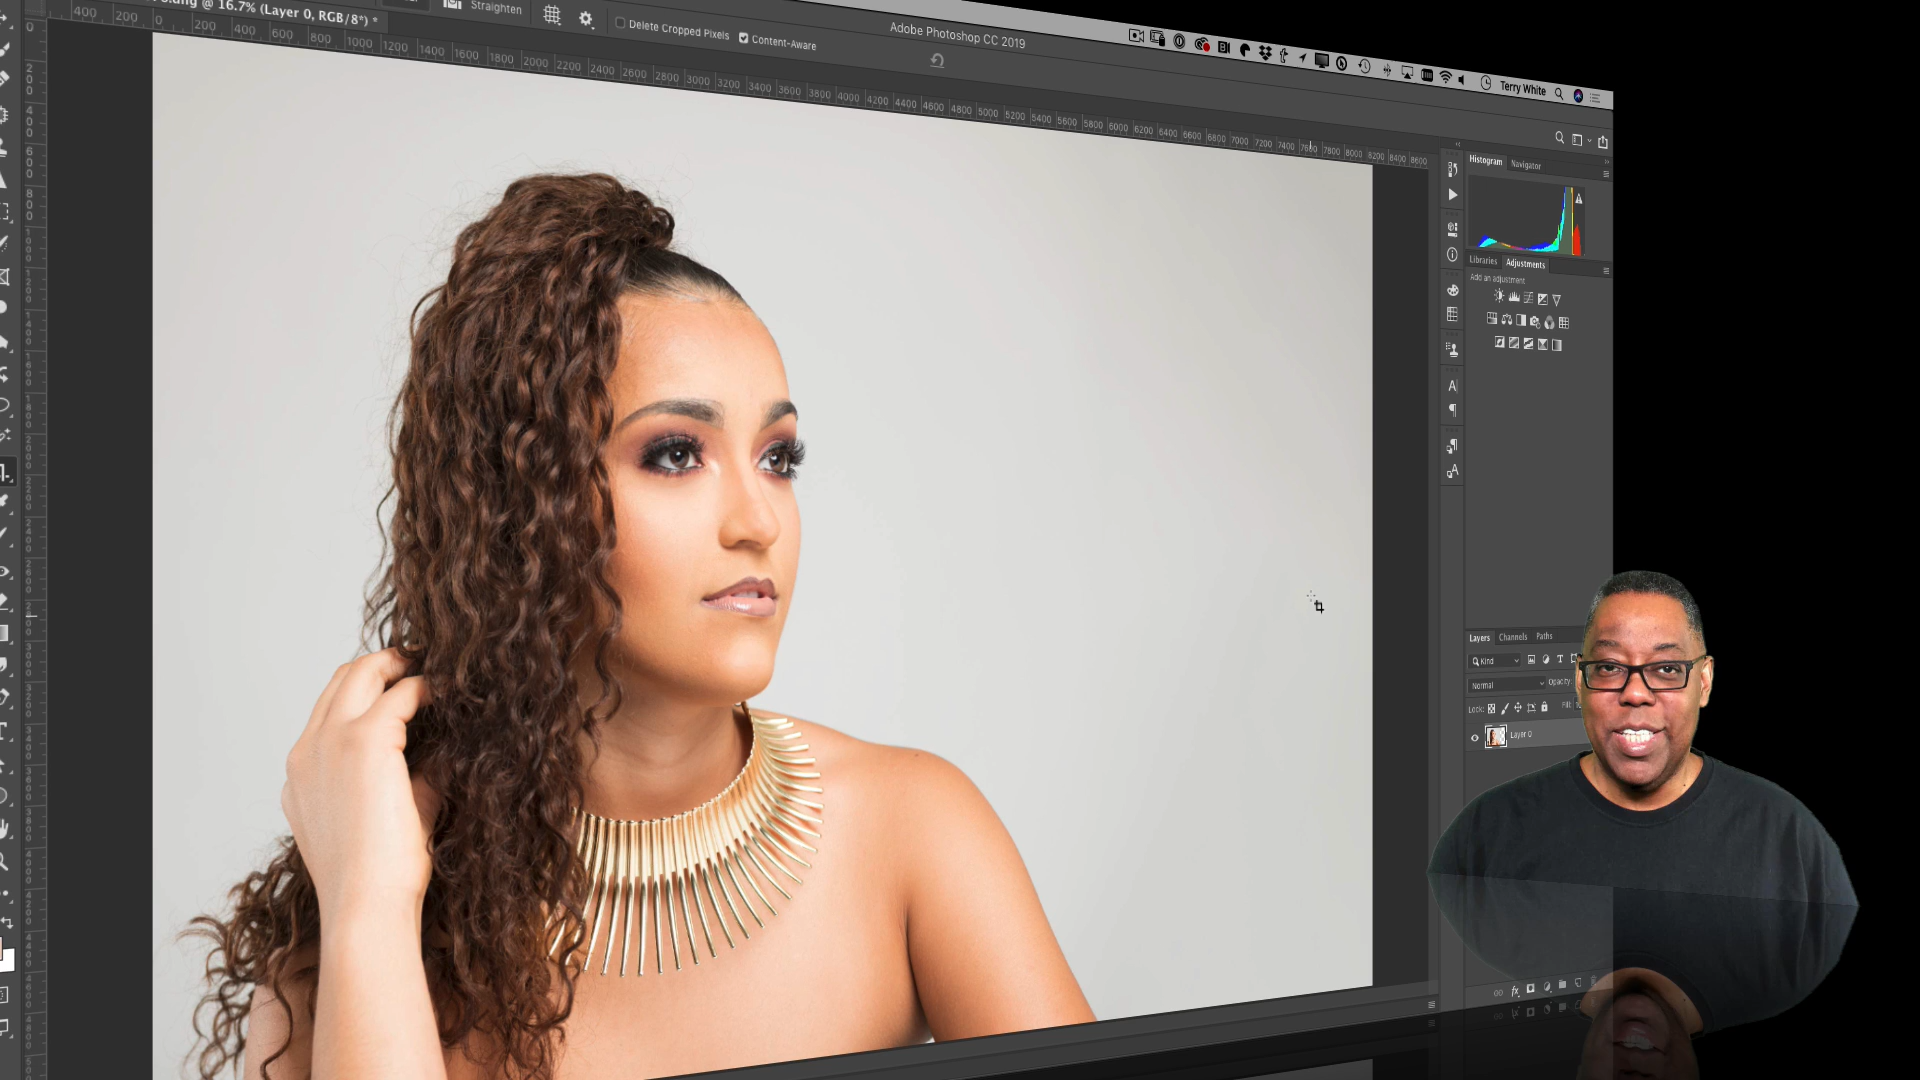 Adobe Photoshop CC 2019
Terry White
@ 16.7% (Layer 0, RGB/8*) *
Straighten
Delete Cropped Pixels
Content-Aware
400 200 0 200 400 600 800 1000 1200 1400 1600 1800 2000 2200 2400 2600 2800 3000 3200 3400 3600 3800 4000 4200 4400 4600 4800 5000 5200 5400 5600 5800 6000 6200 6400 6600 6800 7000 7200 7400 7600 7800 8000 8200 8400 8600
Histogram Navigator
Libraries Adjustments
Add an adjustment
Layers Channels Paths
Kind
Normal Opacity:
Lock: Fill:
Layer 0